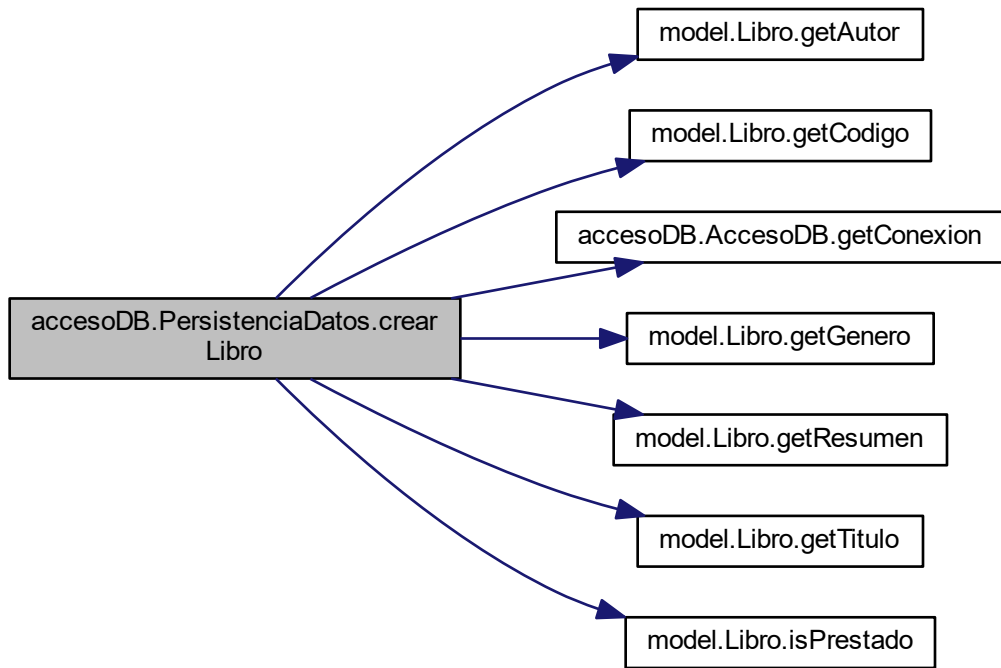 model.Libro.getAutor
model.Libro.getCodigo
accesoDB.AccesoDB.getConexion
accesoDB.PersistenciaDatos.crear
Libro
model.Libro.getGenero
model.Libro.getResumen
model.Libro.getTitulo
model.Libro.isPrestado